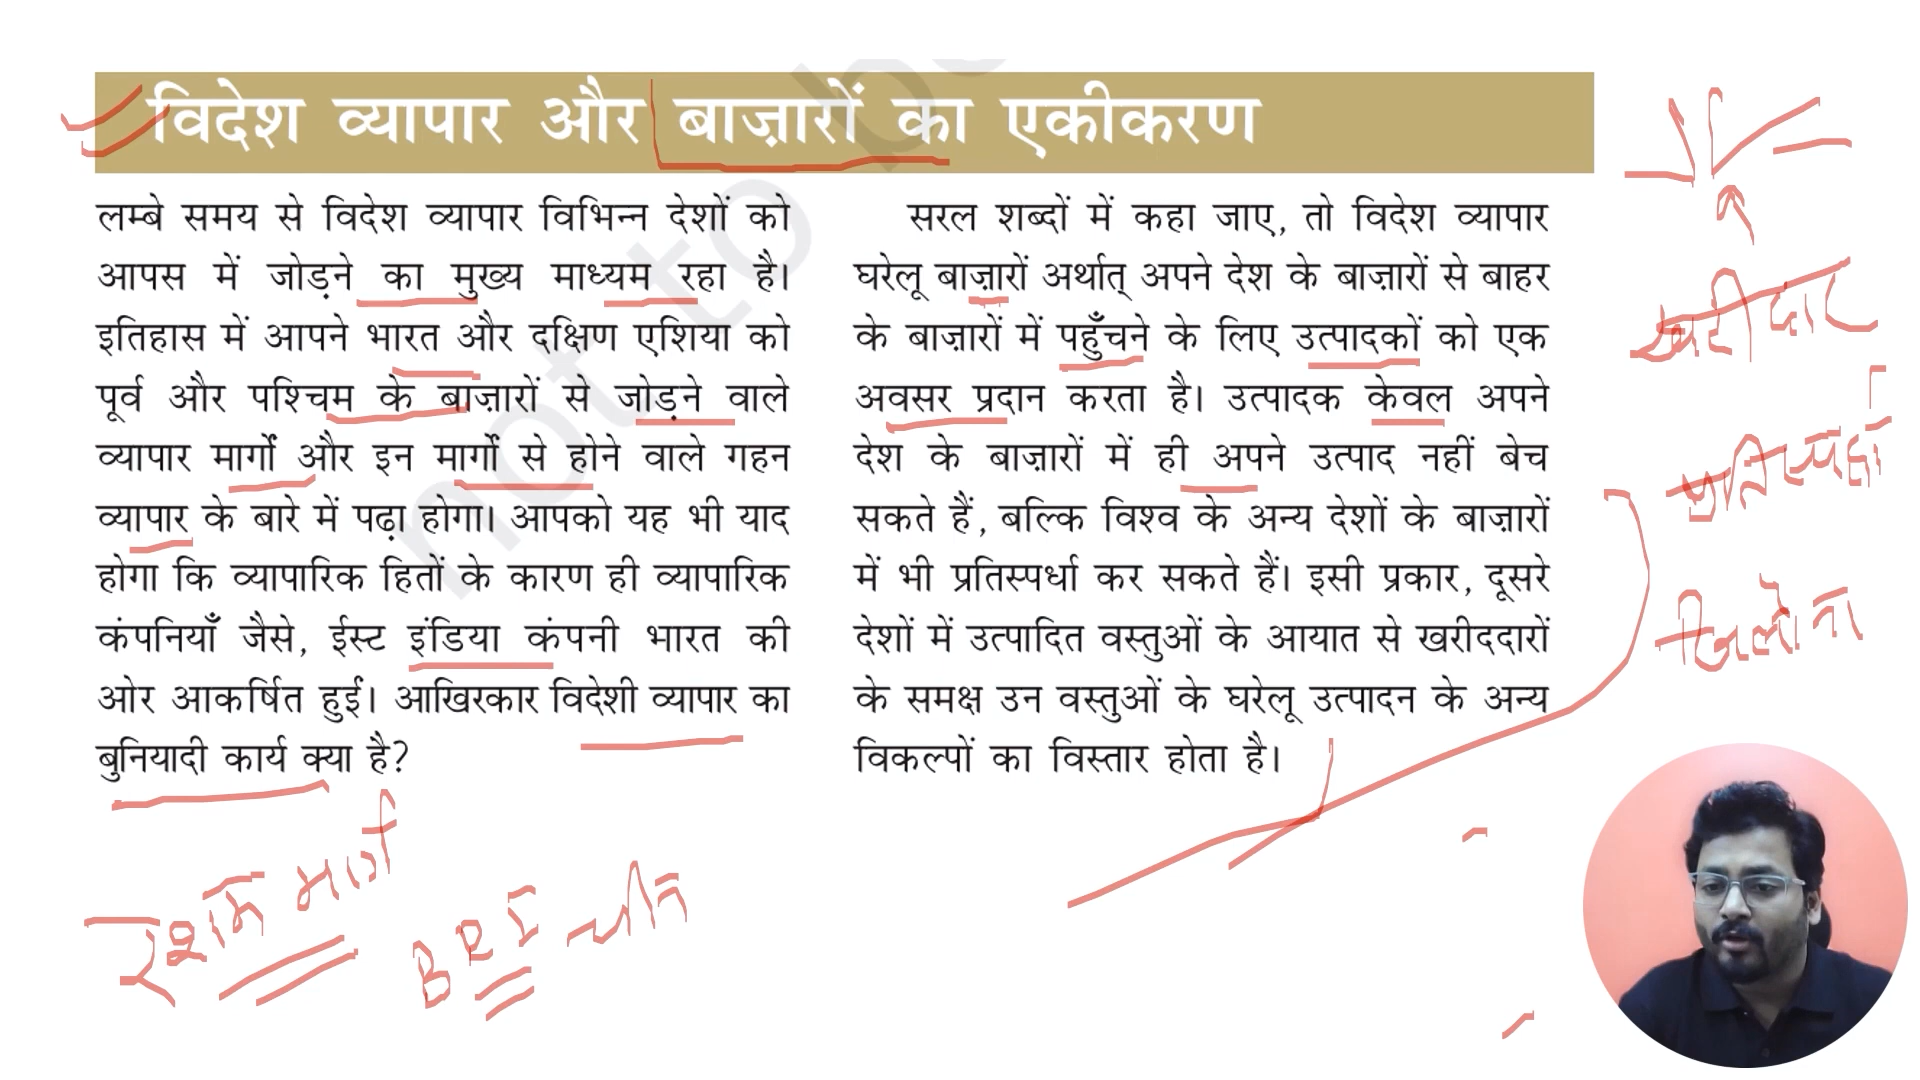 विदेश व्यापार और बाज़ारों का एकीकरण
लम्बे समय से विदेश व्यापार विभिन्न देशों को
आपस में जोड़ने का मुख्य माध्यम रहा है।
इतिहास में आपने भारत और दक्षिण एशिया को
पूर्व और पश्चिम के बाज़ारों से जोड़ने वाले
व्यापार मार्गों और इन मार्गों से होने वाले गहन
व्यापार के बारे में पढ़ा होगा। आपको यह भी याद
होगा कि व्यापारिक हितों के कारण ही व्यापारिक
कंपनियाँ जैसे, ईस्ट इंडिया कंपनी भारत की
ओर आकर्षित हुईं। आखिरकार विदेशी व्यापार का
बुनियादी कार्य क्या है?
सरल शब्दों में कहा जाए, तो विदेश व्यापार
घरेलू बाज़ारों अर्थात् अपने देश के बाज़ारों से बाहर
के बाज़ारों में पहुँचने के लिए उत्पादकों को एक
अवसर प्रदान करता है। उत्पादक केवल अपने
देश के बाज़ारों में ही अपने उत्पाद नहीं बेच
सकते हैं, बल्कि विश्व के अन्य देशों के बाज़ारों
में भी प्रतिस्पर्धा कर सकते हैं। इसी प्रकार, दूसरे
देशों में उत्पादित वस्तुओं के आयात से खरीददारों
के समक्ष उन वस्तुओं के घरेलू उत्पादन के अन्य
विकल्पों का विस्तार होता है।
not to be
खरीदार
खिलौना
चीन